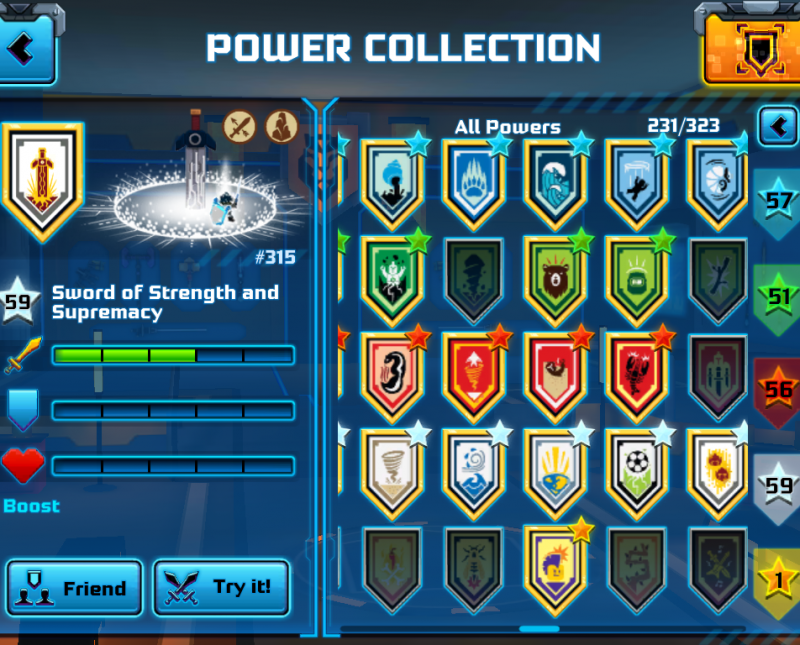 POWER COLLECTION
All Powers 231/323
#315
59
Sword of Strength and
Supremacy
Boost
Friend
Try it!
57
51
56
59
1